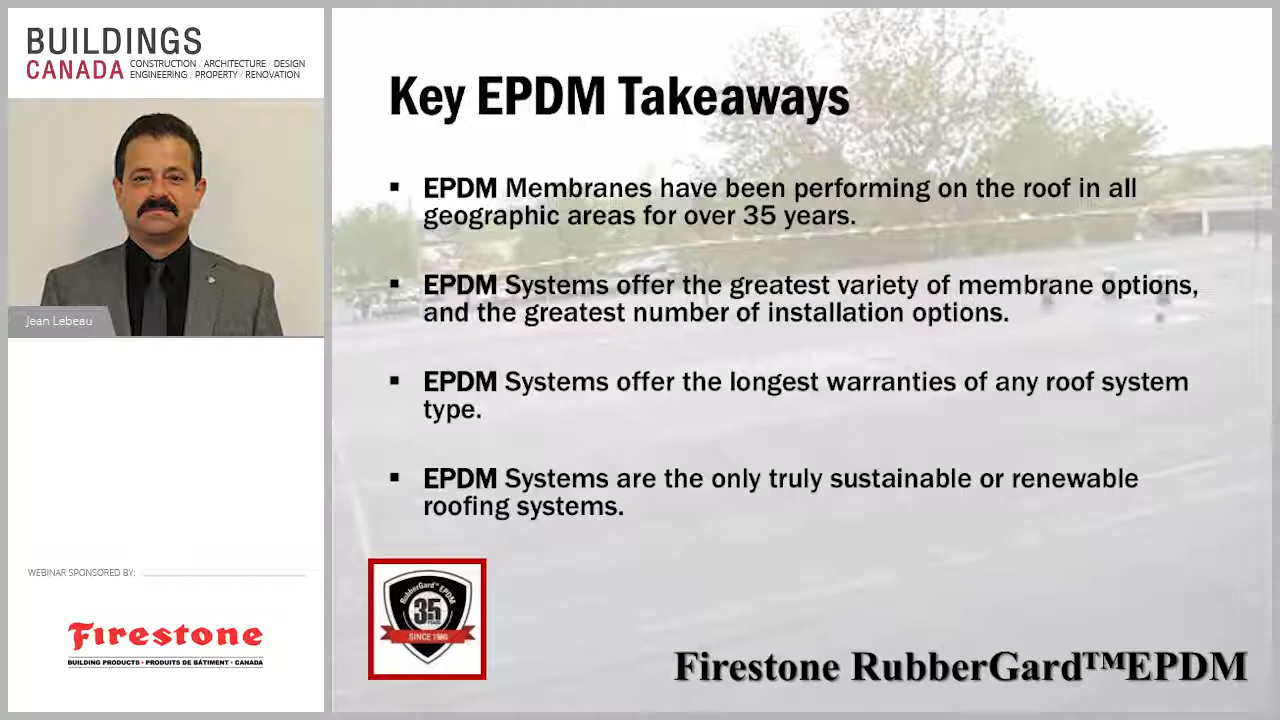 BUILDINGS
CANADA CONSTRUCTION / ARCHITECTURE / DESIGN
ENGINEERING / PROPERTY / RENOVATION
Jean Lebeau
WEBINAR SPONSORED BY:
Firestone
BUILDING PRODUCTS • PRODUITS DE BÂTIMENT • CANADA
Key EPDM Takeaways
▪ EPDM Membranes have been performing on the roof in all
geographic areas for over 35 years.
▪ EPDM Systems offer the greatest variety of membrane options,
and the greatest number of installation options.
▪ EPDM Systems offer the longest warranties of any roof system
type.
▪ EPDM Systems are the only truly sustainable or renewable
roofing systems.
RubberGard™ EPDM
35
YEARS
SINCE 1980
Firestone RubberGard™EPDM